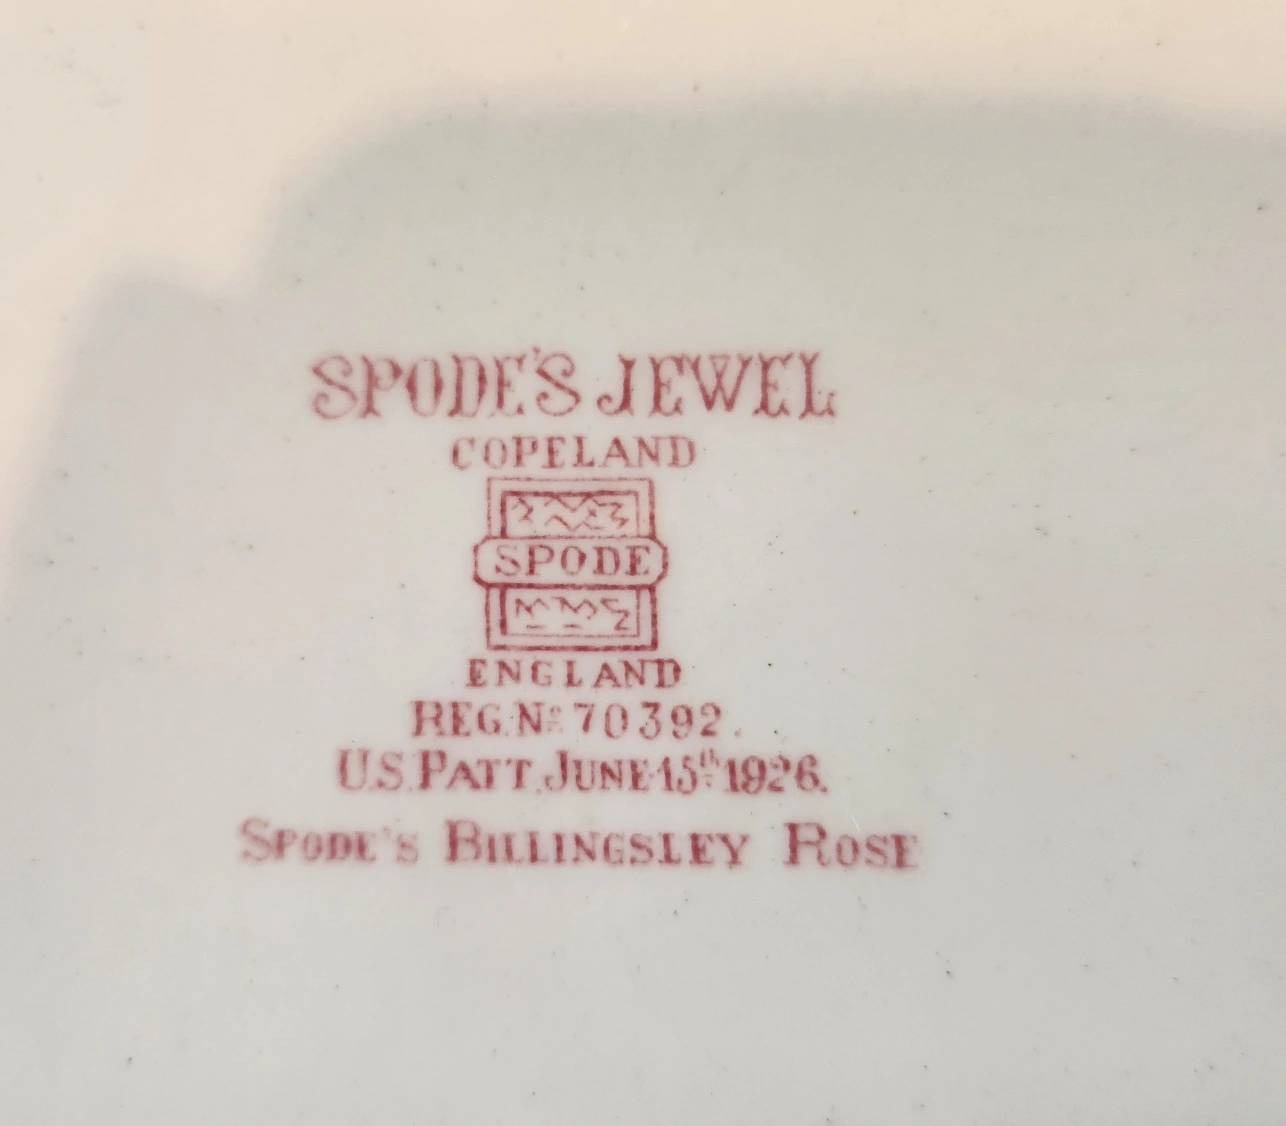 SPODE'S JEWEL
COPELAND
SPODE
ENGLAND
REG. Nº 70392.
U.S. PATT. JUNE 15th 1926.
SPODE'S BILLINGSLEY ROSE